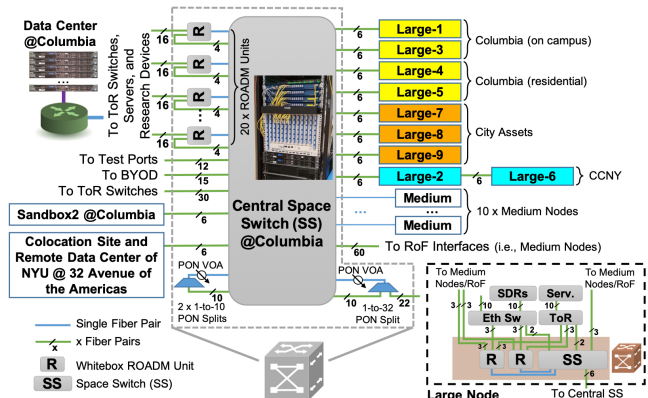 Data Center
@Columbia
To ToR Switches,
Servers, and
Research Devices
16
R
4
16
R
4
16
R
4
16
R
4
20 x ROADM Units
To Test Ports
12
To BYOD
15
To ToR Switches
30
Sandbox2 @Columbia
6
Colocation Site and
Remote Data Center of
NYU @ 32 Avenue of
the Americas
6
Central Space
Switch (SS)
@Columbia
6
Large-1
6
Large-3
Columbia (on campus)
6
Large-4
6
Large-5
Columbia (residential)
6
Large-7
6
Large-8
6
Large-9
City Assets
6
Large-2
6
Large-6
CCNY
Medium
...
...
Medium
10 x Medium Nodes
60
To RoF Interfaces (i.e., Medium Nodes)
PON VOA
10
2 x 1-to-10
PON Splits
PON VOA
10
22
1-to-32
PON Split
Single Fiber Pair
x
x Fiber Pairs
R
Whitebox ROADM Unit
SS
Space Switch (SS)
To Medium
Nodes/RoF
To Medium
Nodes/RoF
SDRs
Serv.
3
3
10
10
10
Eth Sw
ToR
3
2
3
3
3
3
2
R
R
SS
6
Large Node
To Central SS